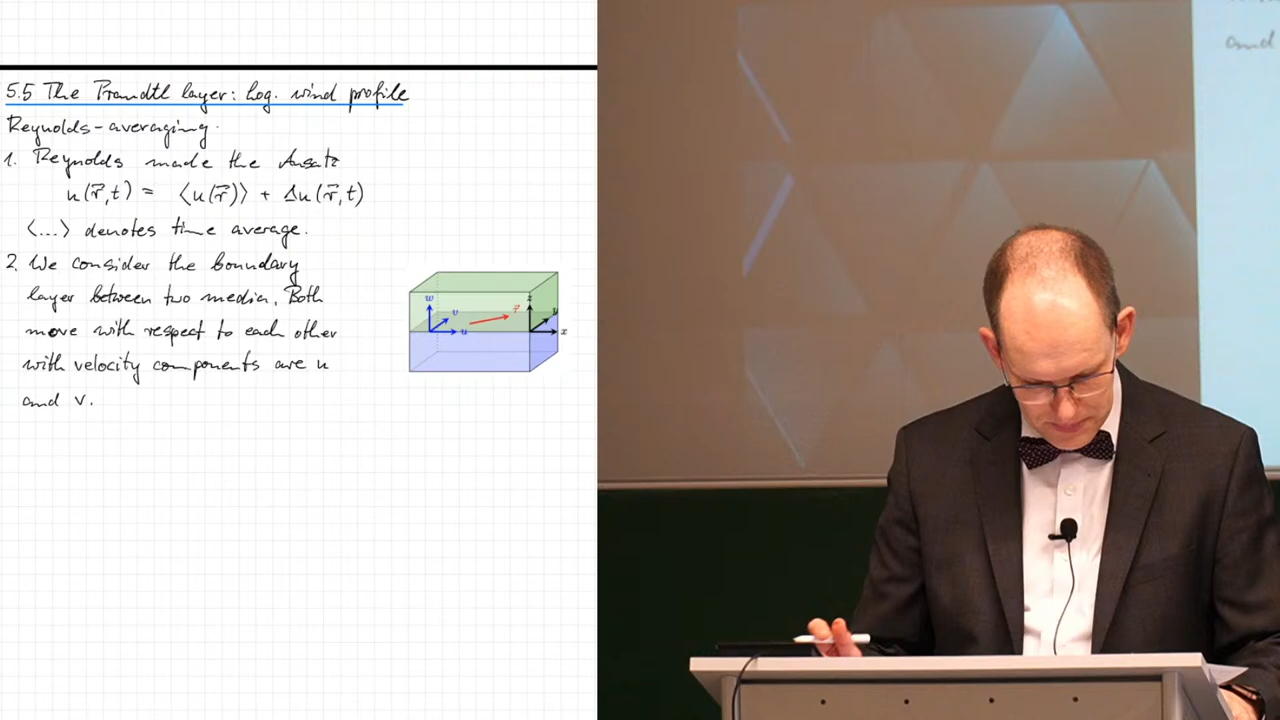 5.5 The Prandtl layer: Log. wind profile
Reynolds-averaging.
1. Reynolds made the Ansatz
u(r⃗,t) = ⟨u(r⃗)⟩ + Δu(r⃗,t)
⟨...⟩ denotes time average.
2. We consider the boundary
layer between two media. Both
move with respect to each other
with velocity components are u
and v.
w
v
u
r⃗
z
y
x
and